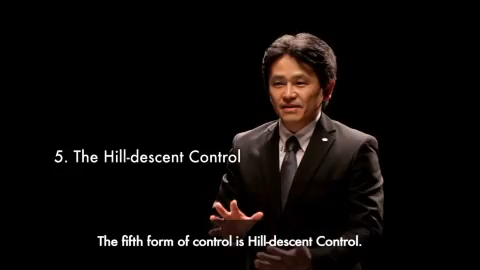 5. The Hill-descent Control
The fifth form of control is Hill-descent Control.